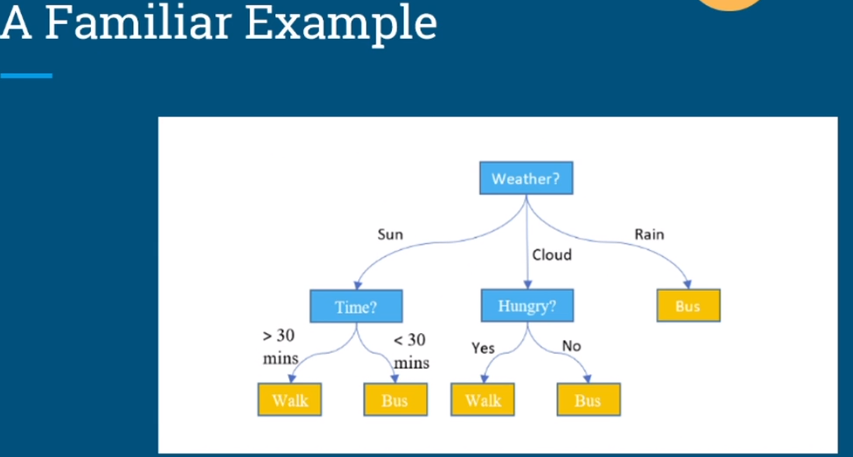 A Familiar Example
Weather?
Sun
Cloud
Rain
Time?
Hungry?
Bus
> 30
mins
< 30
mins
Yes
No
Walk
Bus
Walk
Bus